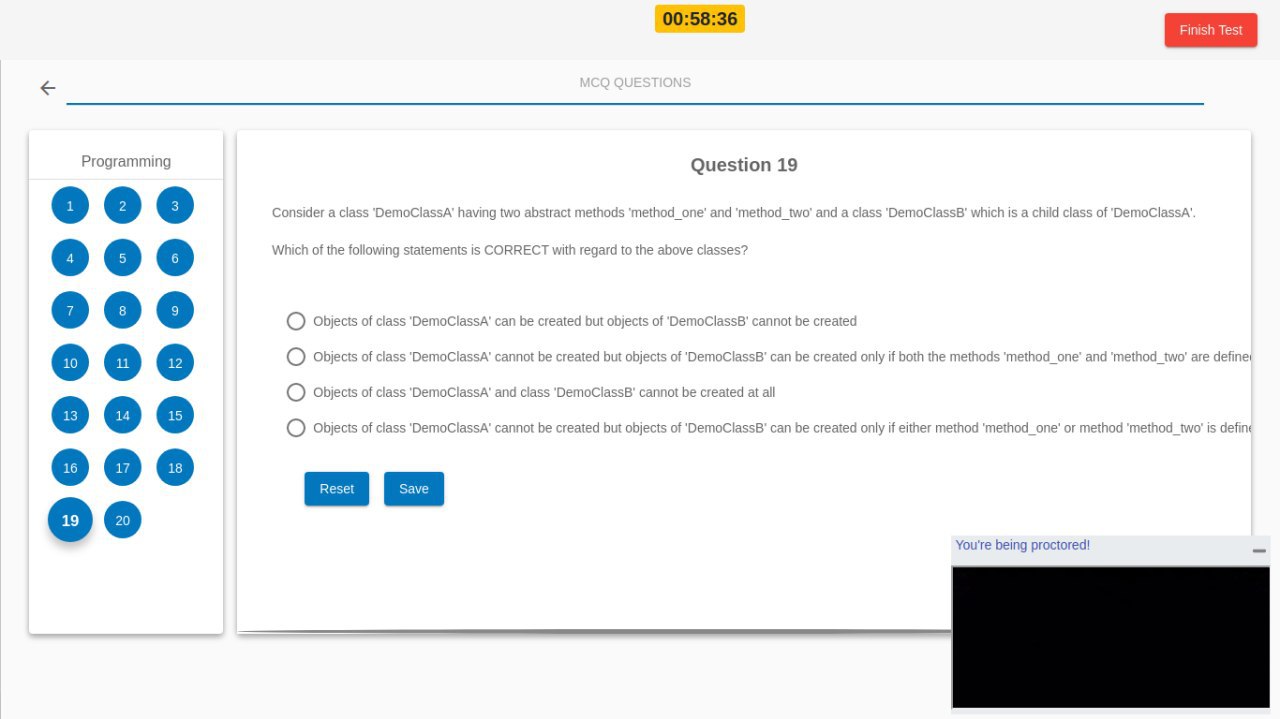 00:58:36
Finish Test
MCQ QUESTIONS
Programming
1 2 3
4 5 6
7 8 9
10 11 12
13 14 15
16 17 18
19 20
Question 19
Consider a class 'DemoClassA' having two abstract methods 'method_one' and 'method_two' and a class 'DemoClassB' which is a child class of 'DemoClassA'.
Which of the following statements is CORRECT with regard to the above classes?
Objects of class 'DemoClassA' can be created but objects of 'DemoClassB' cannot be created
Objects of class 'DemoClassA' cannot be created but objects of 'DemoClassB' can be created only if both the methods 'method_one' and 'method_two' are defined
Objects of class 'DemoClassA' and class 'DemoClassB' cannot be created at all
Objects of class 'DemoClassA' cannot be created but objects of 'DemoClassB' can be created only if either method 'method_one' or method 'method_two' is define
Reset Save
You're being proctored!